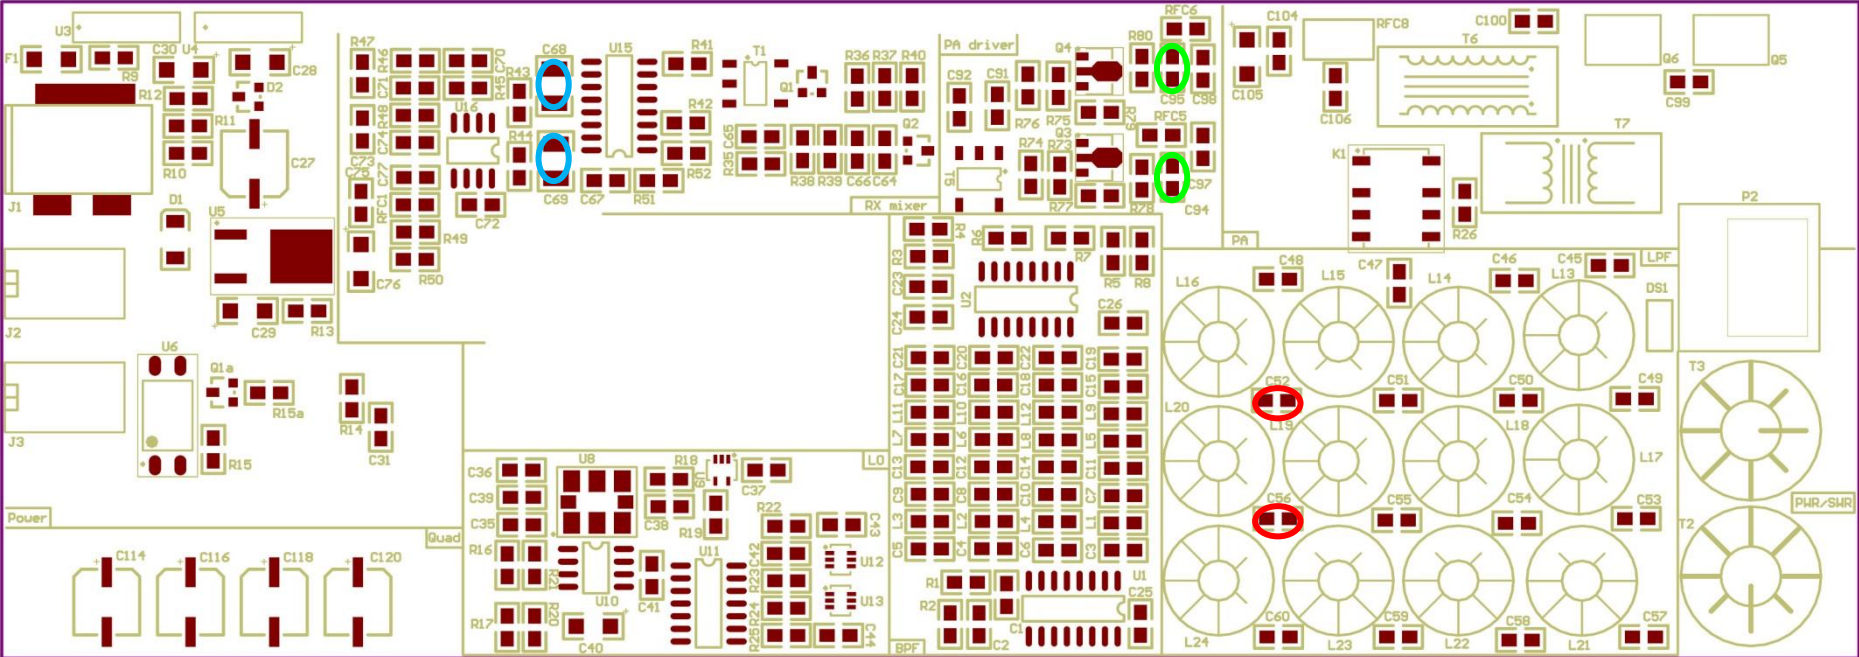 U3
F1
R9
C30
U4
C28
R12
D2
R11
R10
C27
J1
D1
U5
J2
C29
R13
U6
Q1a
J3
R15a
R15
R14
C31
Power
Quad
C114
C116
C118
C120
R47
R46
C71
R48
C74
C73
C75
C77
RFC1
R49
R50
C76
C70
R45
U16
C72
R43
R44
C68
C69
U15
C67
R51
R41
R42
R52
T1
Q1
C65
R35
R36
R37
R40
R38
R39
C66
C64
Q2
RX mixer
PA driver
C92
C91
R76
R75
R74
R73
T5
R77
Q4
Q3
R79
R80
R78
RFC6
C95
C98
RFC5
C97
C94
C104
C105
RFC8
C106
T6
C100
Q6
Q5
C99
T7
K1
R26
P2
PA
R4
R3
C23
C24
R6
R7
U2
R5
R8
C26
C21
C20
C22
C19
C17
C16
C18
C15
L11
L10
L12
L9
L7
L6
L8
L5
C13
C12
C14
C11
C9
C8
C10
C7
L3
L2
L4
L1
C5
C4
C6
C3
R1
R2
C1
C2
U1
C25
BPF
LO
C36
C39
C35
R16
R21
R17
R20
U8
U10
C40
C41
R18
U9
C38
R19
C37
U11
R22
C42
R23
R24
R25
C43
U12
U13
C44
LPF
L16
C48
L15
C47
L14
C46
L13
C45
DS1
C52
C51
C50
C49
L20
L19
L18
L17
C56
C55
C54
C53
L24
C60
L23
C59
L22
C58
L21
C57
T3
T2
PWR/SWR